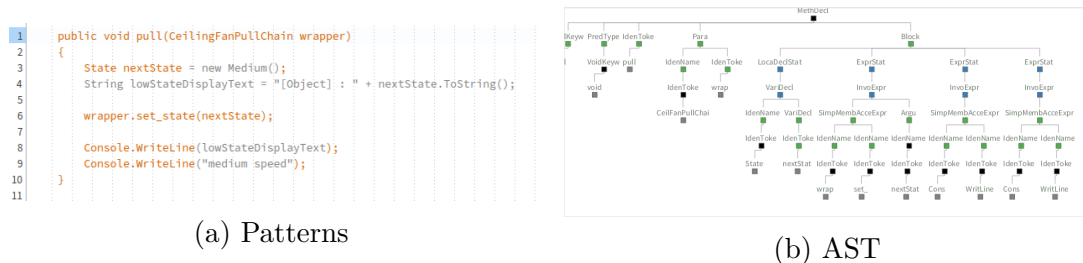 1 public void pull(CeilingFanPullChain wrapper)
2 {
3 State nextState = new Medium();
4 String lowStateDisplayText = "[Object] : " + nextState.ToString();
5
6 wrapper.set_state(nextState);
7
8 Console.WriteLine(lowStateDisplayText);
9 Console.WriteLine("medium speed");
10 }
11
(a) Patterns
MethDecl
lKeyw PredType IdenToke Para Block
l VoidKeyw pull IdenName IdenToke LocaDeclStat ExprStat ExprStat ExprStat
void IdenToke wrap VariDecl InvoExpr InvoExpr InvoExpr
CeilFanPullChai IdenName VariDecl SimpMembAcceExpr Argu SimpMembAcceExpr SimpMembAcceExpr
IdenToke IdenToke IdenName IdenName IdenName IdenName IdenName IdenName IdenName
State nextStat IdenToke IdenToke IdenToke IdenToke IdenToke IdenToke IdenToke
wrap set_ nextStat Cons WritLine Cons WritLine
(b) AST